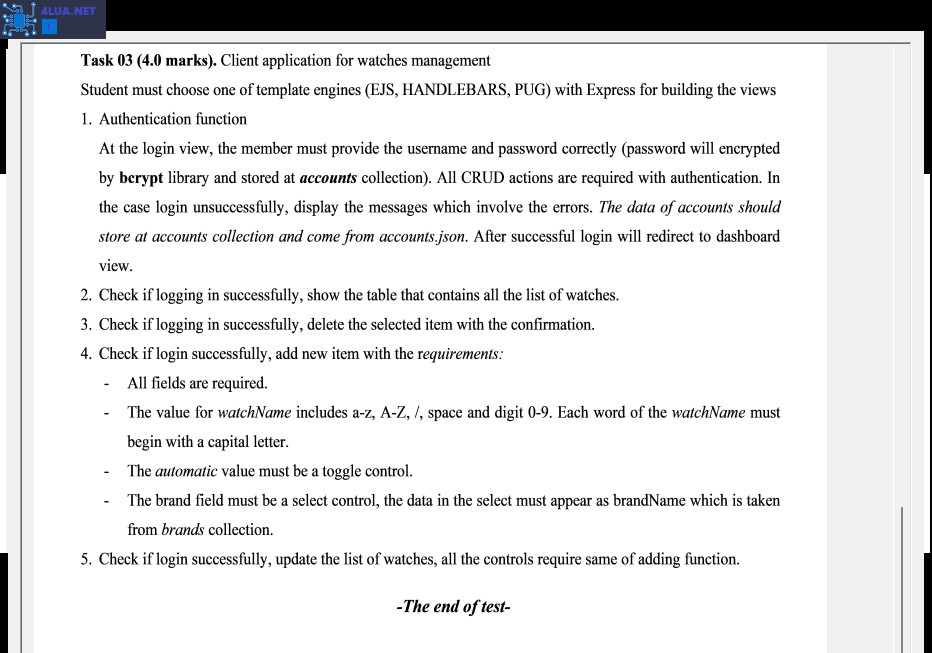 4LUA.NET
Task 03 (4.0 marks). Client application for watches management
Student must choose one of template engines (EJS, HANDLEBARS, PUG) with Express for building the views
1. Authentication function
At the login view, the member must provide the username and password correctly (password will encrypted
by bcrypt library and stored at accounts collection). All CRUD actions are required with authentication. In
the case login unsuccessfully, display the messages which involve the errors. The data of accounts should
store at accounts collection and come from accounts.json. After successful login will redirect to dashboard
view.
2. Check if logging in successfully, show the table that contains all the list of watches.
3. Check if logging in successfully, delete the selected item with the confirmation.
4. Check if login successfully, add new item with the requirements:
- All fields are required.
- The value for watchName includes a-z, A-Z, /, space and digit 0-9. Each word of the watchName must
begin with a capital letter.
- The automatic value must be a toggle control.
- The brand field must be a select control, the data in the select must appear as brandName which is taken
from brands collection.
5. Check if login successfully, update the list of watches, all the controls require same of adding function.
-The end of test-